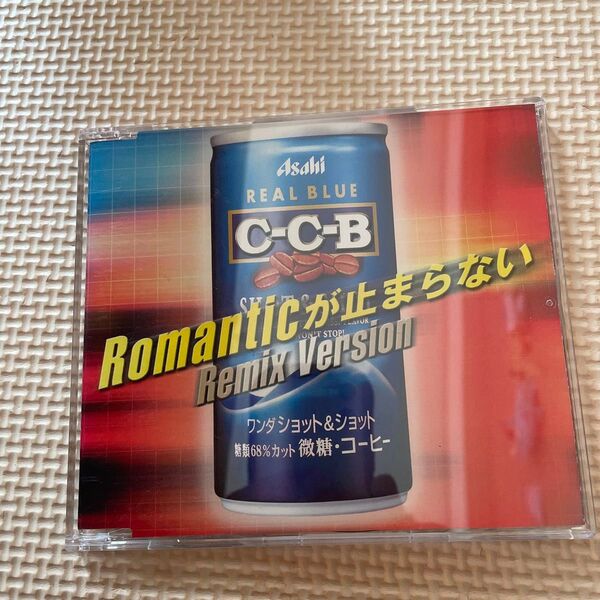 Asahi
REAL BLUE
C-C-B
Romanticが止まらない
Remix Version
ワンダ ショット&ショット
糖類68%カット 微糖・コーヒー